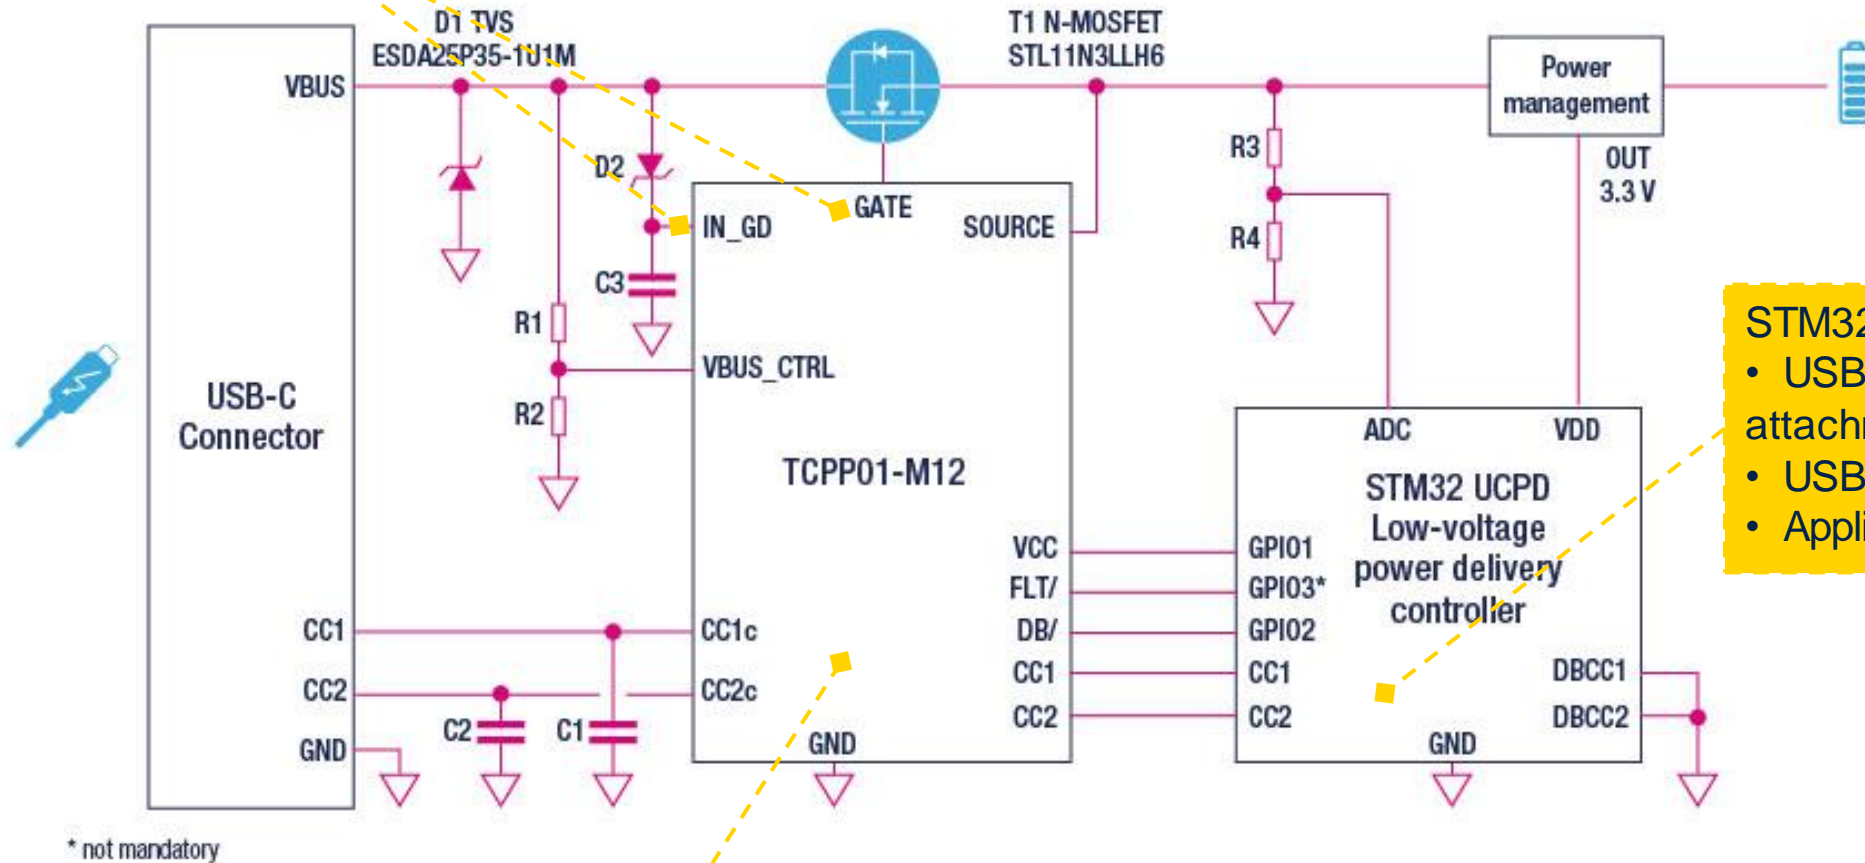 D1 TVS
ESDA25P35-1U1M
T1 N-MOSFET
STL11N3LLH6
VBUS
Power
management
OUT
3.3 V
D2
R3
R4
GATE
IN_GD
SOURCE
C3
R1
VBUS_CTRL
R2
USB-C
Connector
TCPP01-M12
ADC
VDD
STM32 UCPD
Low-voltage
power delivery
controller
VCC
FLT/
DB/
CC1
CC2
GPIO1
GPIO3*
GPIO2
CC1
CC2
DBCC1
DBCC2
GND
CC1
CC2
GND
CC1c
CC2c
C2
C1
GND
* not mandatory
STM32
• USB
• USB